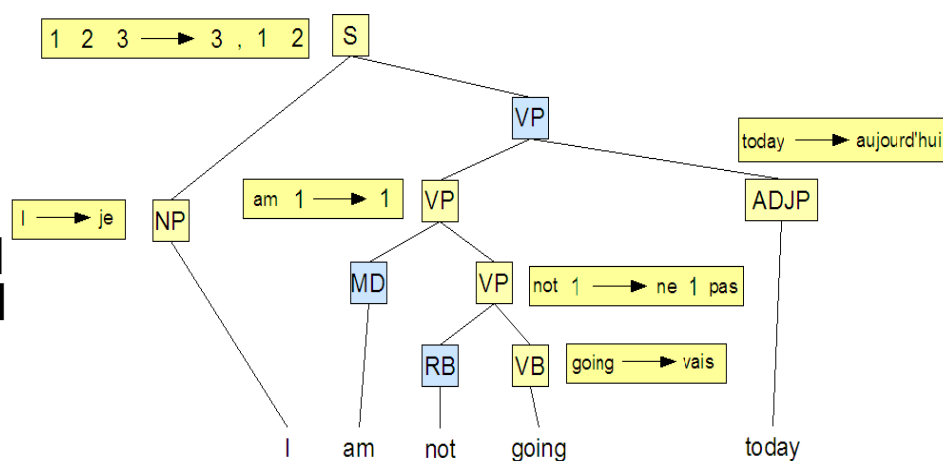 1 2 3 → 3 , 1 2
S
VP
today → aujourd'hui
I → je
NP
am 1 → 1
VP
ADJP
MD
VP
not 1 → ne 1 pas
RB
VB
going → vais
I am not going today